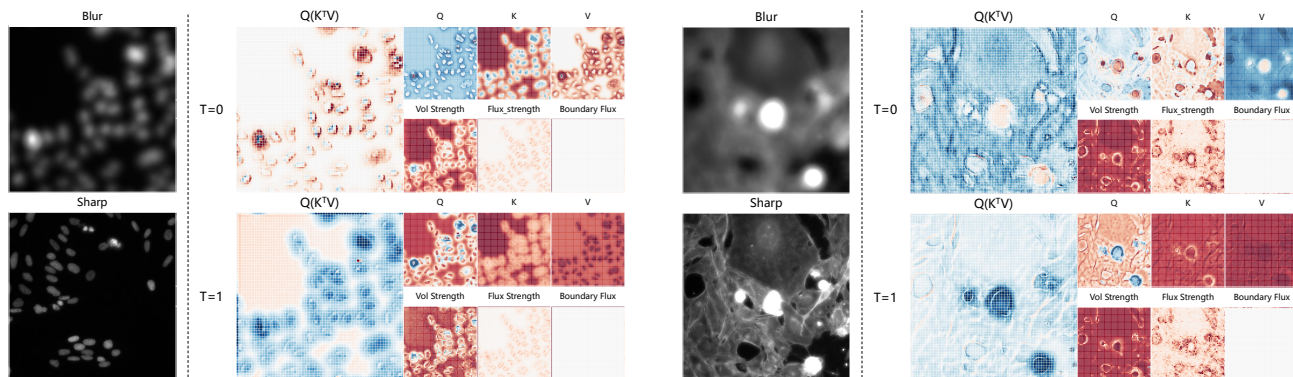 Blur
Q(KᵀV)
Q
K
V
T=0
Vol Strength
Flux_strength
Boundary Flux
Sharp
Q(KᵀV)
Q
K
V
T=1
Vol Strength
Flux Strength
Boundary Flux
Blur
Q(KᵀV)
Q
K
V
T=0
Vol Strength
Flux_strength
Boundary Flux
Sharp
Q(KᵀV)
Q
K
V
T=1
Vol Strength
Flux Strength
Boundary Flux